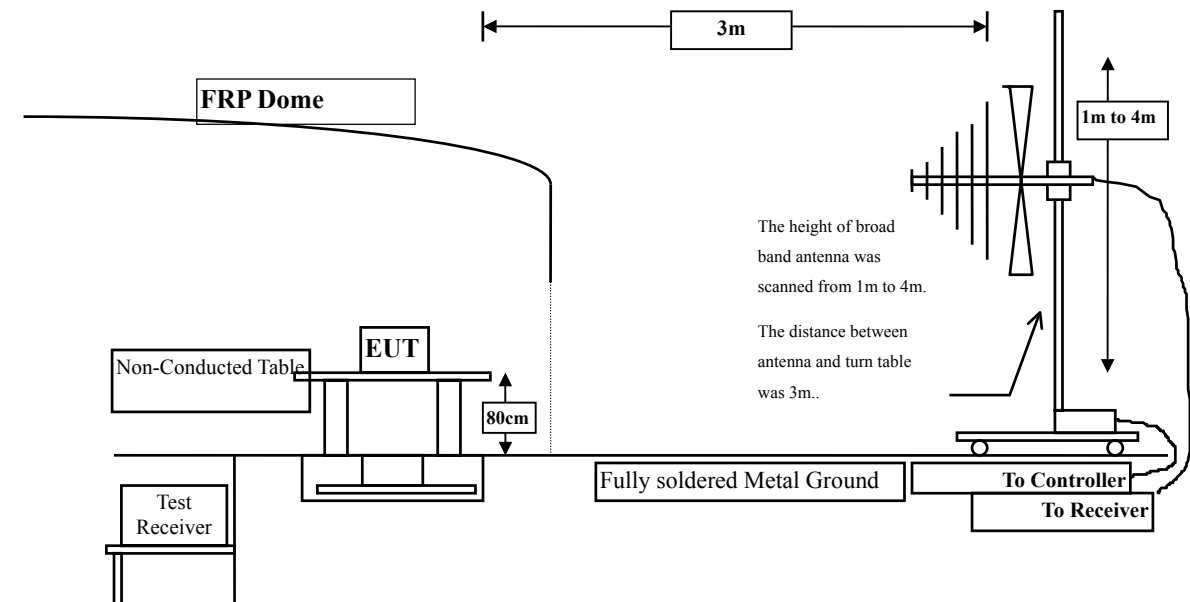 3m
FRP Dome
1m to 4m
The height of broad
band antenna was
scanned from 1m to 4m.
The distance between
antenna and turn table
was 3m..
EUT
Non-Conducted Table
80cm
Fully soldered Metal Ground
To Controller
To Receiver
Test
Receiver